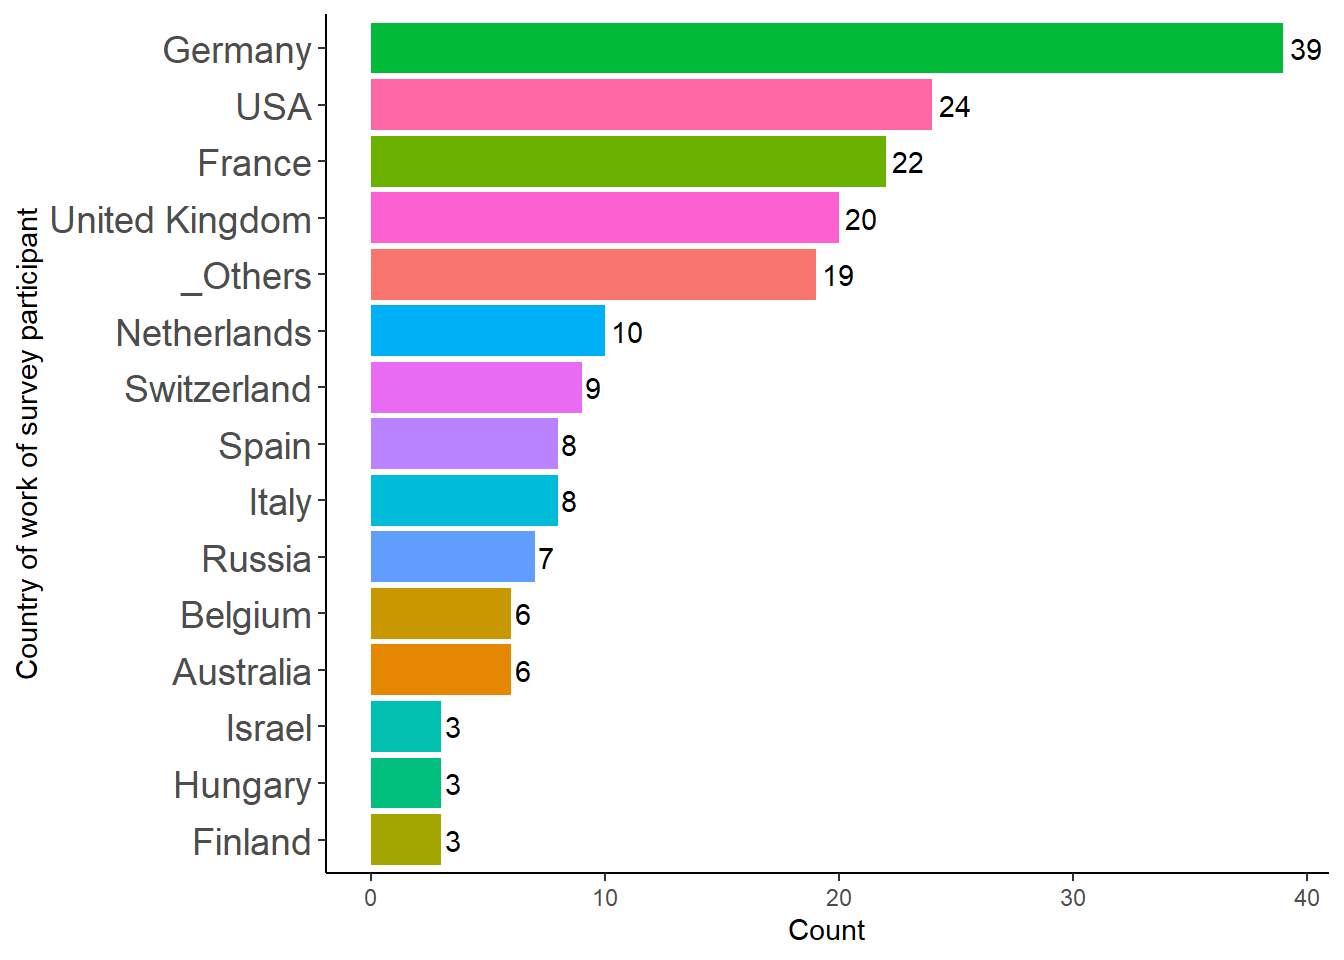 Country of work of survey participant
Germany 39
USA 24
France 22
United Kingdom 20
_Others 19
Netherlands 10
Switzerland 9
Spain 8
Italy 8
Russia 7
Belgium 6
Australia 6
Israel 3
Hungary 3
Finland 3
0 10 20 30 40
Count